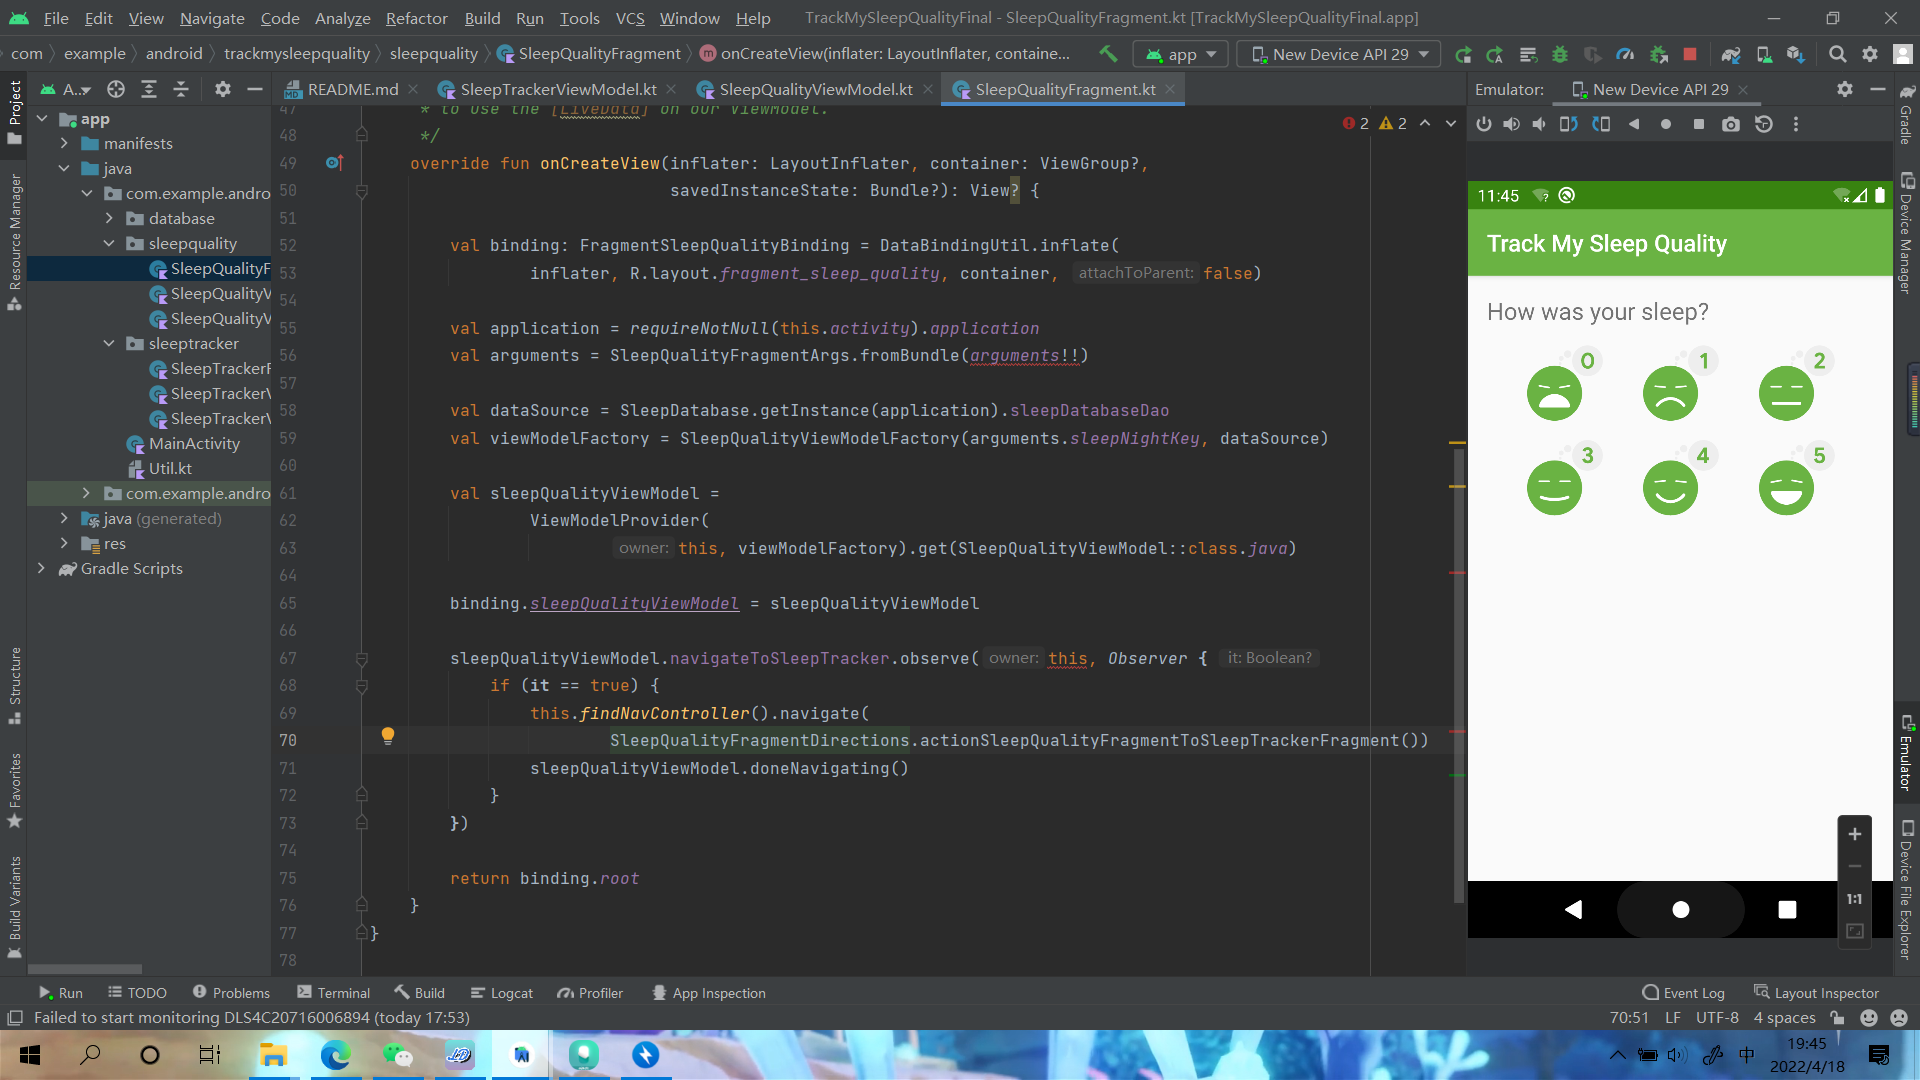 File Edit View Navigate Code Analyze Refactor Build Run Tools VCS Window Help TrackMySleepQualityFinal - SleepQualityFragment.kt [TrackMySleepQualityFinal.app]
com example android trackmysleepquality sleepquality SleepQualityFragment onCreateView(inflater: LayoutInflater, containe... app New Device API 29
A.. README.md SleepTrackerViewModel.kt SleepQualityViewModel.kt SleepQualityFragment.kt Emulator: New Device API 29
Project
Resource Manager
Structure
Favorites
Build Variants
app
manifests
java
com.example.andro
database
sleepquality
SleepQualityF
SleepQualityV
SleepQualityV
sleeptracker
SleepTrackerF
SleepTrackerV
SleepTrackerV
MainActivity
Util.kt
com.example.andro
java (generated)
res
Gradle Scripts
2 2
47 * to use the [LiveData] on our ViewModel.
48 */
49 override fun onCreateView(inflater: LayoutInflater, container: ViewGroup?,
50 savedInstanceState: Bundle?): View? {
51
52 val binding: FragmentSleepQualityBinding = DataBindingUtil.inflate(
53 inflater, R.layout.fragment_sleep_quality, container, attachToParent: false)
54
55 val application = requireNotNull(this.activity).application
56 val arguments = SleepQualityFragmentArgs.fromBundle(arguments!!)
57
58 val dataSource = SleepDatabase.getInstance(application).sleepDatabaseDao
59 val viewModelFactory = SleepQualityViewModelFactory(arguments.sleepNightKey, dataSource)
60
61 val sleepQualityViewModel =
62 ViewModelProvider(
63 owner: this, viewModelFactory).get(SleepQualityViewModel::class.java)
64
65 binding.sleepQualityViewModel = sleepQualityViewModel
66
67 sleepQualityViewModel.navigateToSleepTracker.observe( owner: this, Observer { it: Boolean?
68 if (it == true) {
69 this.findNavController().navigate(
70 SleepQualityFragmentDirections.actionSleepQualityFragmentToSleepTrackerFragment())
71 sleepQualityViewModel.doneNavigating()
72 }
73 })
74
75 return binding.root
76 }
77 }
78
11:45
Track My Sleep Quality
How was your sleep?
0 1 2
3 4 5
1:1
Gradle
Device Manager
Emulator
Device File Explorer
Run TODO Problems Terminal Build Logcat Profiler App Inspection Event Log Layout Inspector
Failed to start monitoring DLS4C20716006894 (today 17:53) 70:51 LF UTF-8 4 spaces
中 19:45
2022/4/18